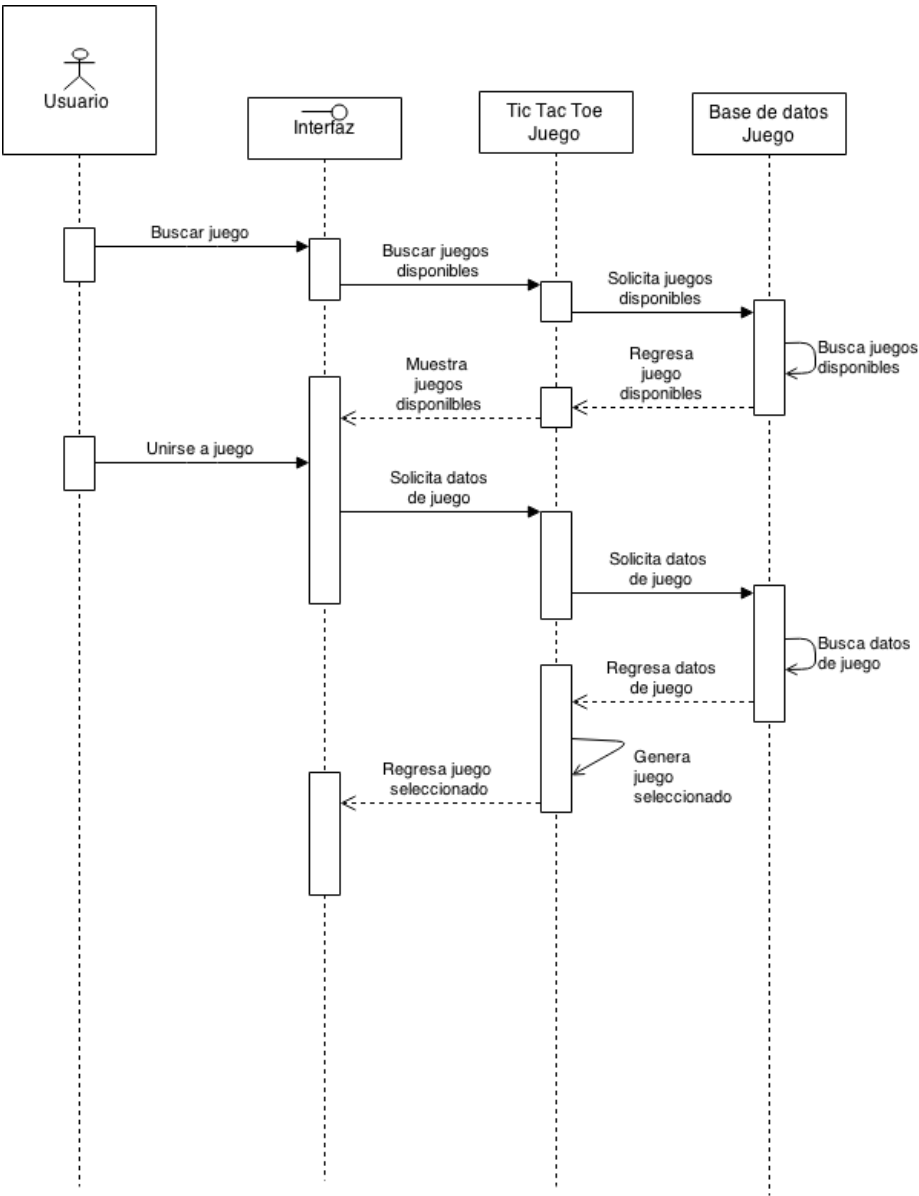 Usuario
Interfaz
Tic Tac Toe
Juego
Base de datos
Juego
Buscar juego
Buscar juegos
disponibles
Solicita juegos
disponibles
Busca juegos
disponibles
Regresa
juego
disponibles
Muestra
juegos
disponilbles
Unirse a juego
Solicita datos
de juego
Solicita datos
de juego
Busca datos
de juego
Regresa datos
de juego
Genera
juego
seleccionado
Regresa juego
seleccionado